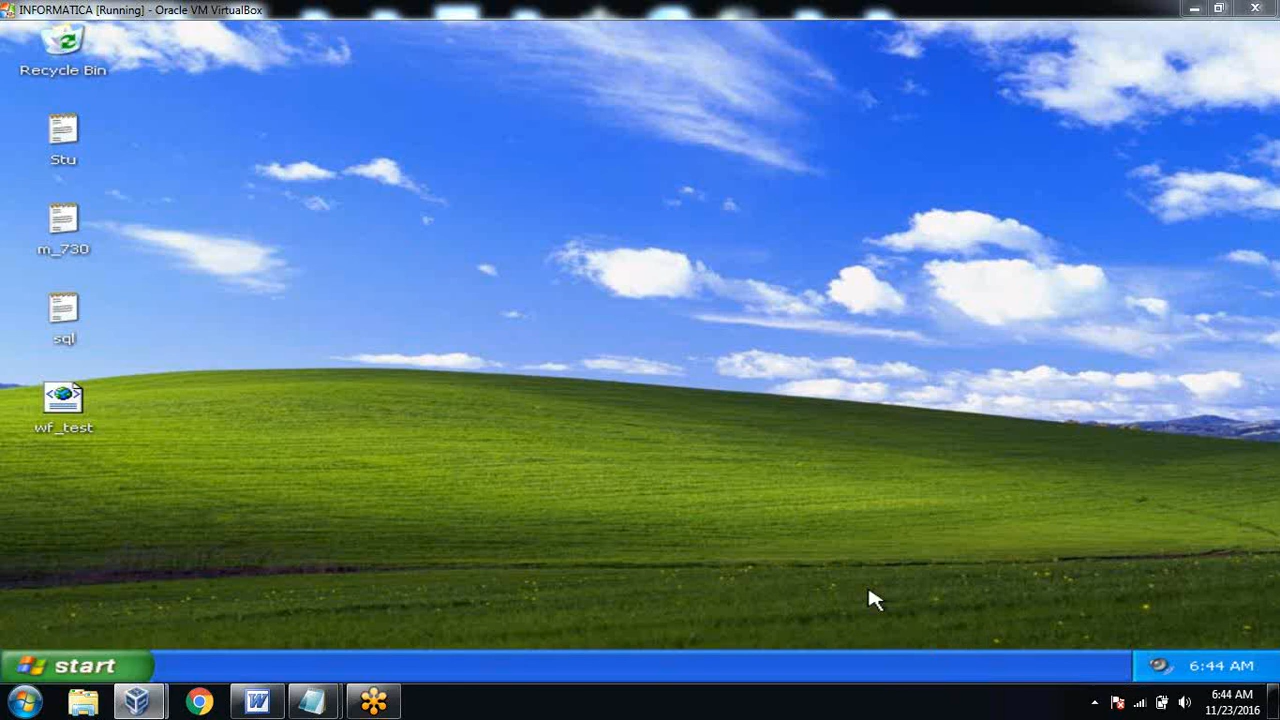 INFORMATICA [Running] - Oracle VM VirtualBox
Recycle Bin
Stu
m_730
sql
wf_test
start
6:44 AM
W
6:44 AM
11/23/2016